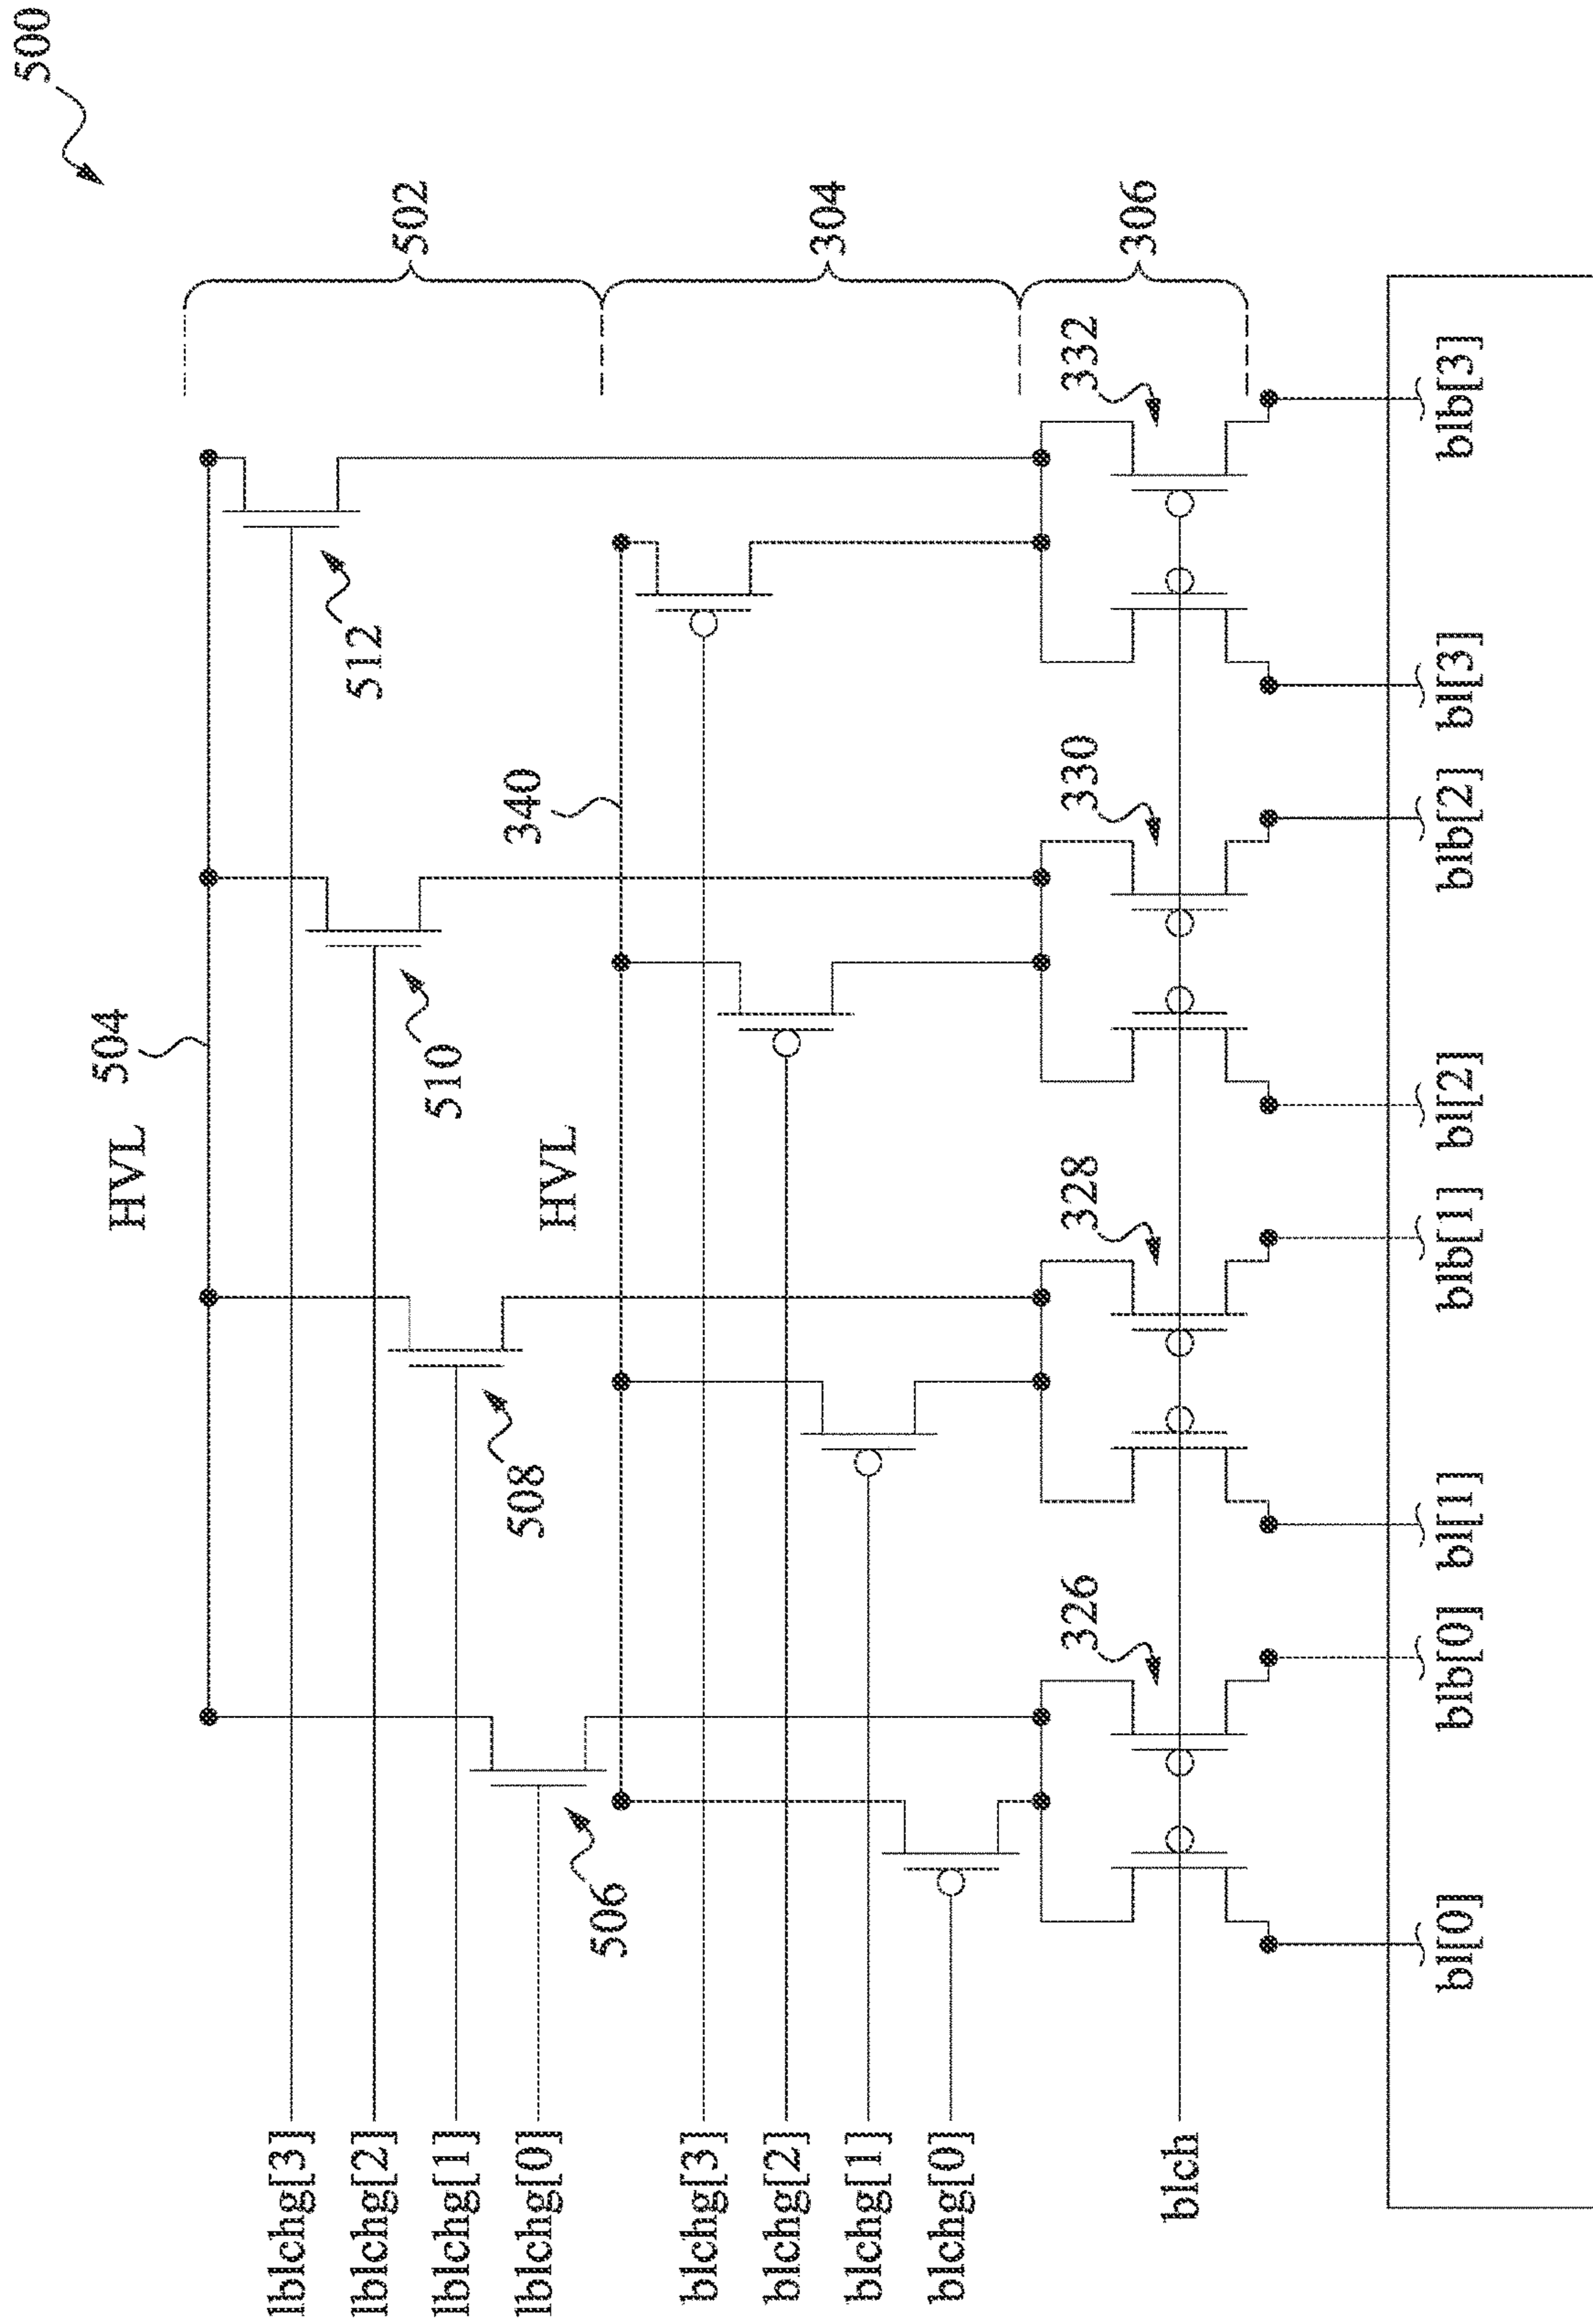 500
502
304
306
HVL 504
512
510
508
506
HVL
340
332
330
328
326
lblchg[3]
lblchg[2]
lblchg[1]
lblchg[0]
blchg[3]
blchg[2]
blchg[1]
blchg[0]
blch
bl[0]
blb[0]
bl[1]
blb[1]
bl[2]
blb[2]
bl[3]
blb[3]